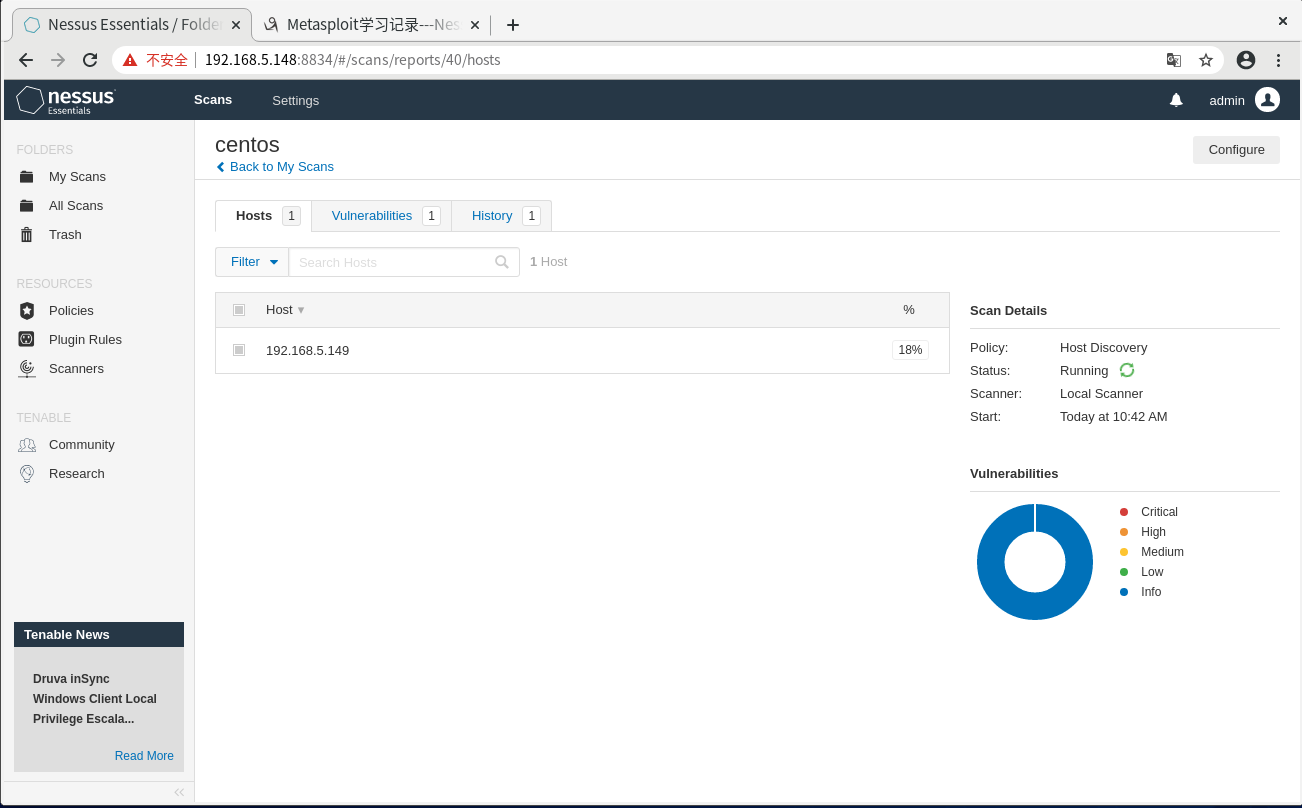 Nessus Essentials / Folde
Metasploit学习记录---Nes
不安全 192.168.5.148:8834/#/scans/reports/40/hosts
nessus
Essentials
Scans
Settings
admin
FOLDERS
My Scans
All Scans
Trash
RESOURCES
Policies
Plugin Rules
Scanners
TENABLE
Community
Research
Tenable News
Druva inSync
Windows Client Local
Privilege Escala...
Read More
centos
Back to My Scans
Configure
Hosts 1
Vulnerabilities 1
History 1
Filter
Search Hosts
1 Host
Host %
192.168.5.149 18%
Scan Details
Policy: Host Discovery
Status: Running
Scanner: Local Scanner
Start: Today at 10:42 AM
Vulnerabilities
Critical
High
Medium
Low
Info